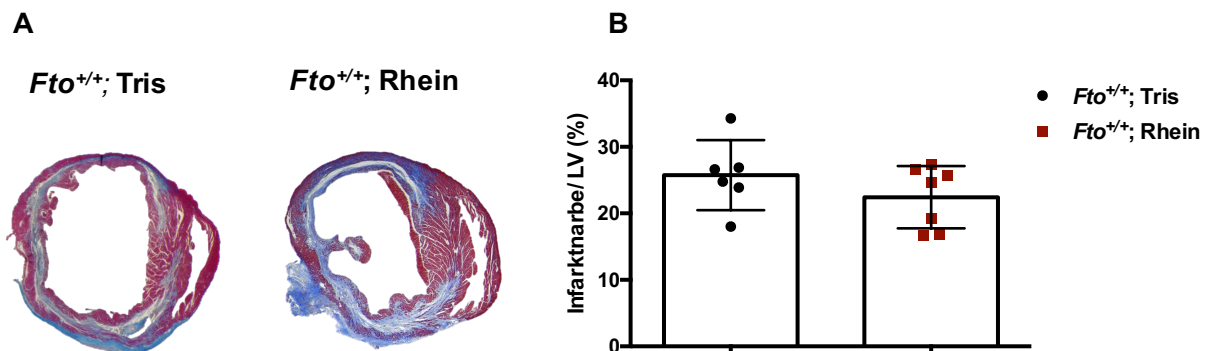 A
Fto+/+; Tris
Fto+/+; Rhein
B
Infarktnarbe/ LV (%)
40
30
20
10
0
Fto+/+; Tris
Fto+/+; Rhein